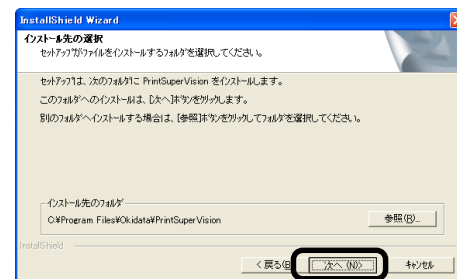 InstallShield Wizard
インストール先の選択
セットアップがファイルをインストールするフォルダを選択してください。
セットアップは、次のフォルダに PrintSuperVision をインストールします。
このフォルダへのインストールは、[次へ]ボタンをクリックします。
別のフォルダへインストールする場合は、[参照]ボタンをクリックしてフォルダを選択してください。
インストール先のフォルダ
C:¥Program Files¥Okidata¥PrintSuperVision
参照(R)...
InstallShield
< 戻る(B)
次へ (N)>
キャンセル